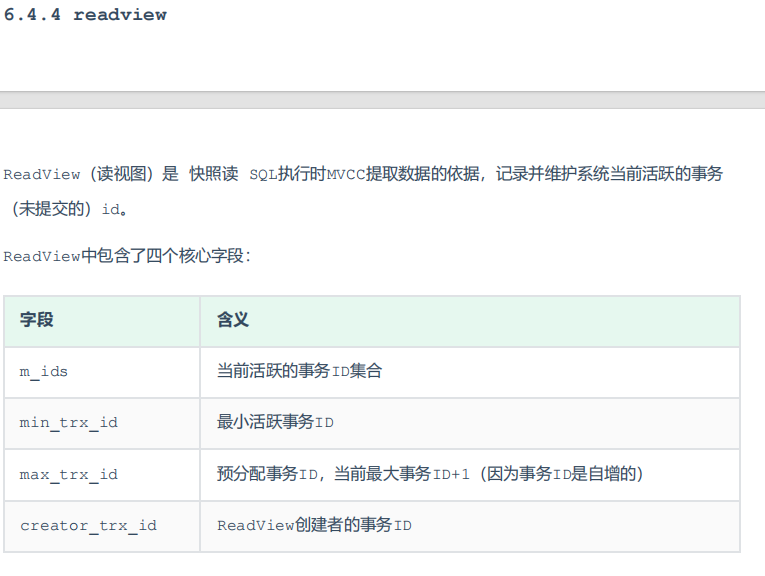 6.4.4 readview
ReadView（读视图）是 快照读 SQL执行时MVCC提取数据的依据，记录并维护系统当前活跃的事务
（未提交的）id。
ReadView中包含了四个核心字段：
字段 含义
m_ids 当前活跃的事务ID集合
min_trx_id 最小活跃事务ID
max_trx_id 预分配事务ID，当前最大事务ID+1（因为事务ID是自增的）
creator_trx_id ReadView创建者的事务ID